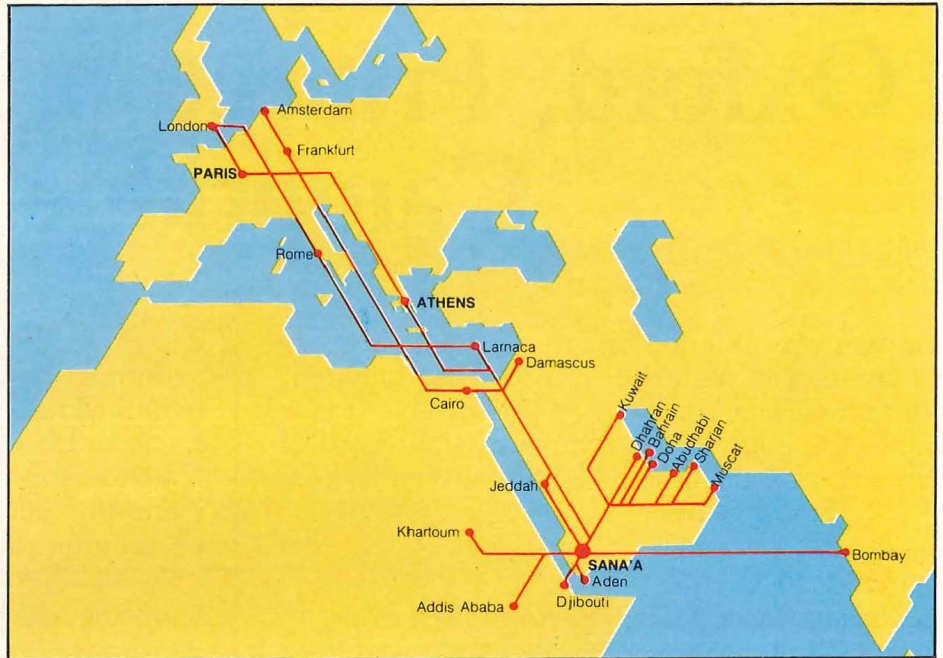 Amsterdam
London
Frankfurt
PARIS
Rome
ATHENS
Larnaca
Damascus
Cairo
Kuwait
Dhahran
Bahrain
Doha
Abudhabi
Sharjan
Muscat
Jeddah
Khartoum
SANA'A
Bombay
Aden
Djibouti
Addis Ababa